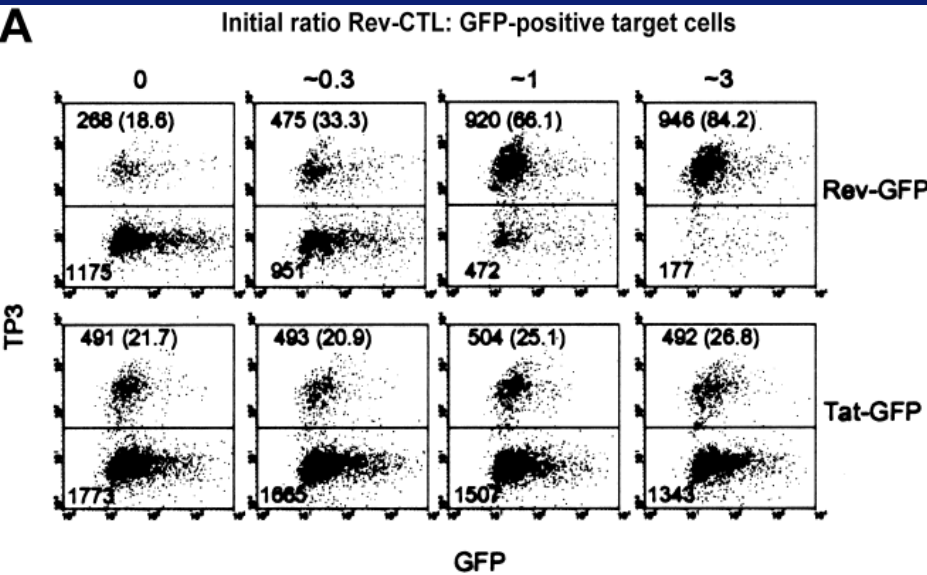 A
Initial ratio Rev-CTL: GFP-positive target cells
0 ~0.3 ~1 ~3
268 (18.6) 475 (33.3) 920 (66.1) 946 (84.2)
Rev-GFP
1175 951 472 177
TP3
491 (21.7) 493 (20.9) 504 (25.1) 492 (26.8)
Tat-GFP
1773 1665 1507 1343
GFP